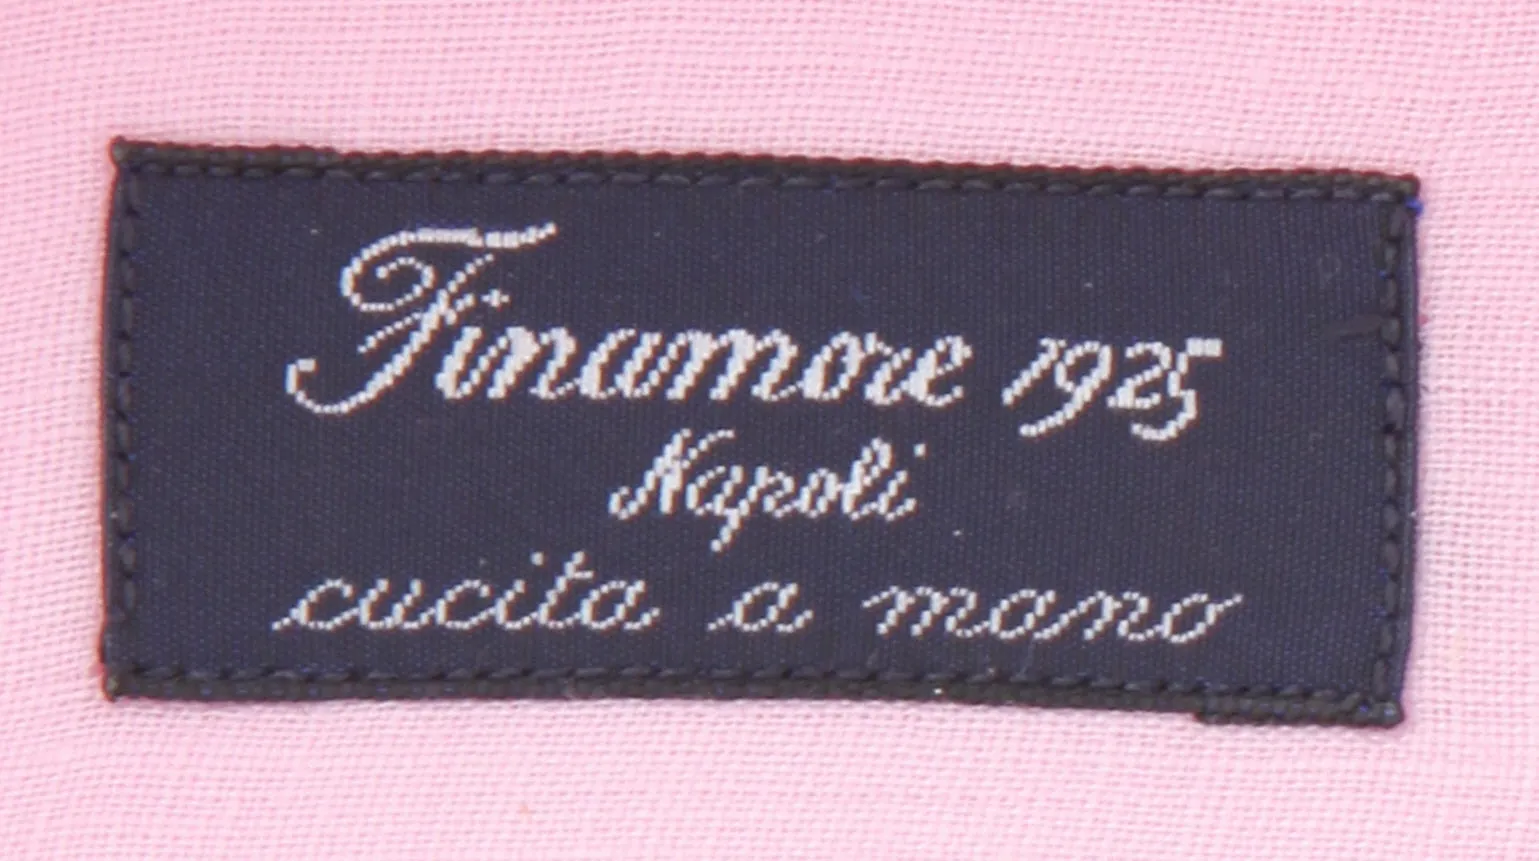 Finamore 1925
Napoli
cucita a mano